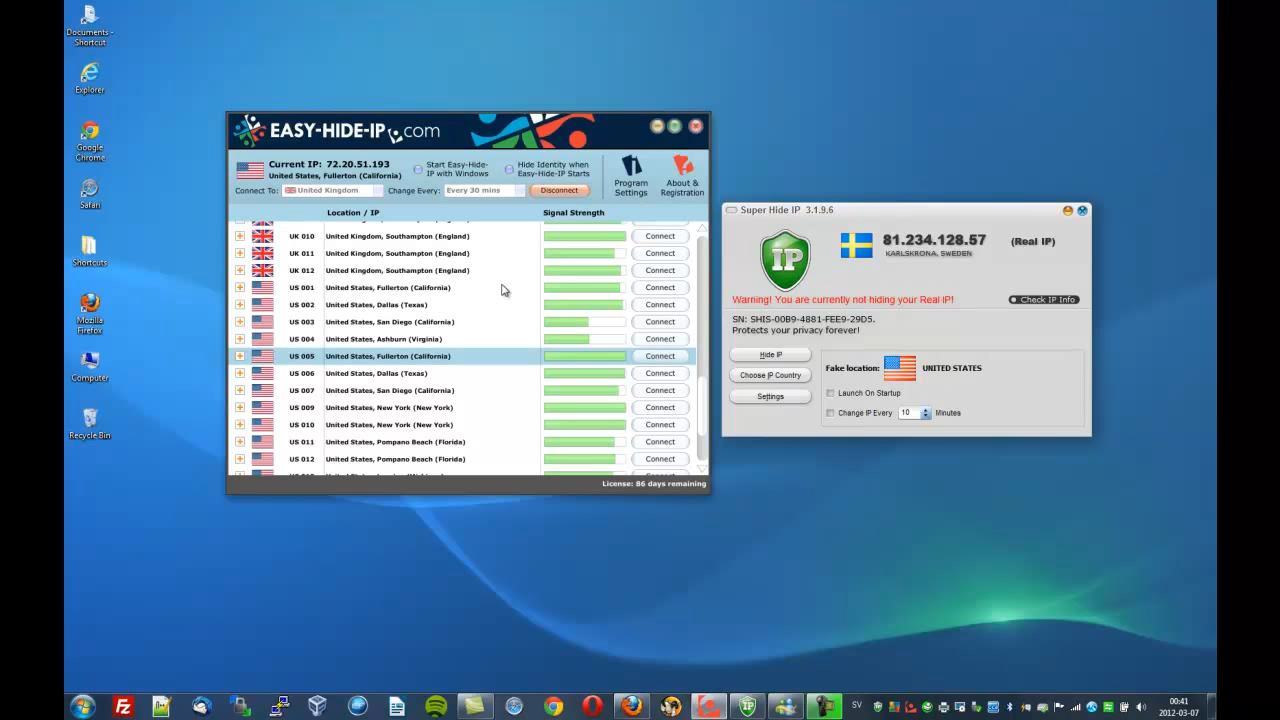 Documents - Shortcut
Explorer
Google Chrome
Safari
Shortcuts
Mozilla Firefox
Computer
Recycle Bin
EASY-HIDE-IP.com
Current IP: 72.20.51.193
United States, Fullerton (California)
Start Easy-Hide-IP with Windows
Hide Identity when Easy-Hide-IP Starts
Program Settings
About & Registration
Connect To: United Kingdom Change Every: Every 30 mins Disconnect
Location / IP Signal Strength
UK 010 United Kingdom, Southampton (England) Connect
UK 011 United Kingdom, Southampton (England) Connect
UK 012 United Kingdom, Southampton (England) Connect
US 001 United States, Fullerton (California) Connect
US 002 United States, Dallas (Texas) Connect
US 003 United States, San Diego (California) Connect
US 004 United States, Ashburn (Virginia) Connect
US 005 United States, Fullerton (California) Connect
US 006 United States, Dallas (Texas) Connect
US 007 United States, San Diego (California) Connect
US 009 United States, New York (New York) Connect
US 010 United States, New York (New York) Connect
US 011 United States, Pompano Beach (Florida) Connect
US 012 United States, Pompano Beach (Florida) Connect
License: 86 days remaining
Super Hide IP 3.1.9.6
IP
81.234.128.57 (Real IP)
KARLSKRONA, SWEDEN
Warning! You are currently not hiding your Real IP! Check IP Info
SN: SHIS-00B9-4881-FEE9-29D5.
Protects your privacy forever!
Hide IP
Choose IP Country
Settings
Fake location: UNITED STATES
Launch On Startup
Change IP Every 10 Minutes
SV
00:41
2012-03-07